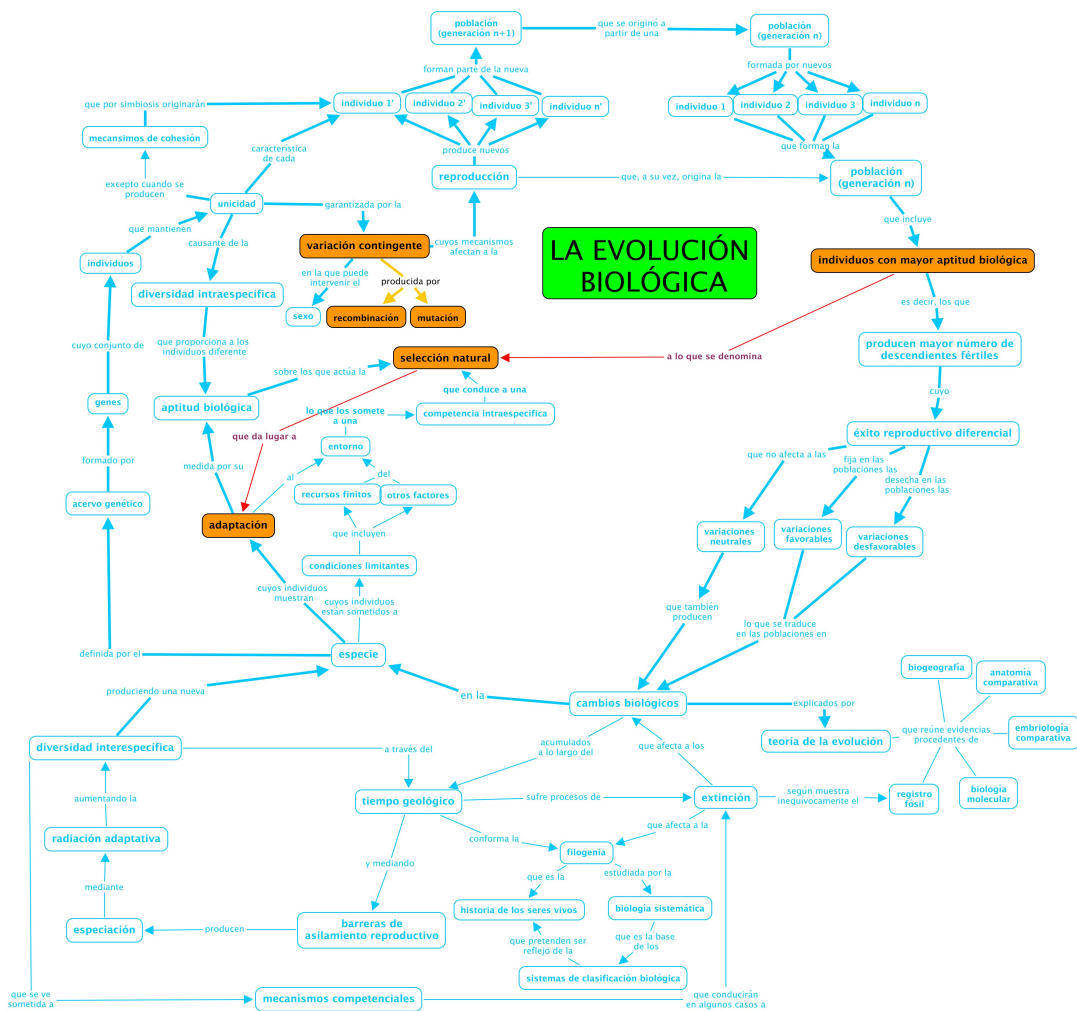 población
(generación n+1)
que se originó a
partir de una
población
(generación n)
forman parte de la nueva
formada por nuevos
que por simbiosis originarán
individuo 1'
individuo 2'
individuo 3'
individuo n'
individuo 1
individuo 2
individuo 3
individuo n
mecansimos de cohesión
característica
de cada
produce nuevos
que forman la
excepto cuando se
producen
reproducción
que, a su vez, origina la
población
(generación n)
unicidad
garantizada por la
que mantienen
causante de la
variación contingente
cuyos mecanismos
afectan a la
LA EVOLUCIÓN
BIOLÓGICA
que incluye
individuos con mayor aptitud biológica
individuos
en la que puede
intervenir el
producida por
diversidad intraespecífica
sexo
recombinación
mutación
es decir, los que
cuyo conjunto de
que proporciona a los
individuos diferente
selección natural
a lo que se denomina
producen mayor número de
descendientes fértiles
sobre los que actúa la
que conduce a una
cuyo
genes
aptitud biológica
lo que los somete
a una
competencia intraespecifica
que da lugar a
entorno
éxito reproductivo diferencial
formado por
medida por su
al
del
que no afecta a las
fija en las
poblaciones las
desecha en las
poblaciones las
acervo genético
recursos finitos
otros factores
adaptación
que incluyen
variaciones
neutrales
variaciones
favorables
variaciones
desfavorables
condiciones limitantes
cuyos individuos
muestran
cuyos individuos
están sometidos a
que también
producen
lo que se traduce
en las poblaciones en
definida por el
especie
biogeografía
anatomía
comparativa
produciendo una nueva
en la
cambios biológicos
explicados por
teoría de la evolución
que reúne evidencias
procedentes de
embriología
comparativa
diversidad interespecífica
a través del
acumulados
a lo largo del
que afecta a los
aumentando la
tiempo geológico
sufre procesos de
extinción
según muestra
inequivocamente el
registro
fósil
biología
molecular
radiación adaptativa
conforma la
que afecta a la
filogenia
y mediando
que es la
estudiada por la
mediante
historia de los seres vivos
biología sistemática
especiación
producen
barreras de
asilamiento reproductivo
que pretenden ser
reflejo de la
que es la base
de los
sistemas de clasificación biológica
que se ve
sometida a
mecanismos competenciales
que conducirán
en algunos casos a